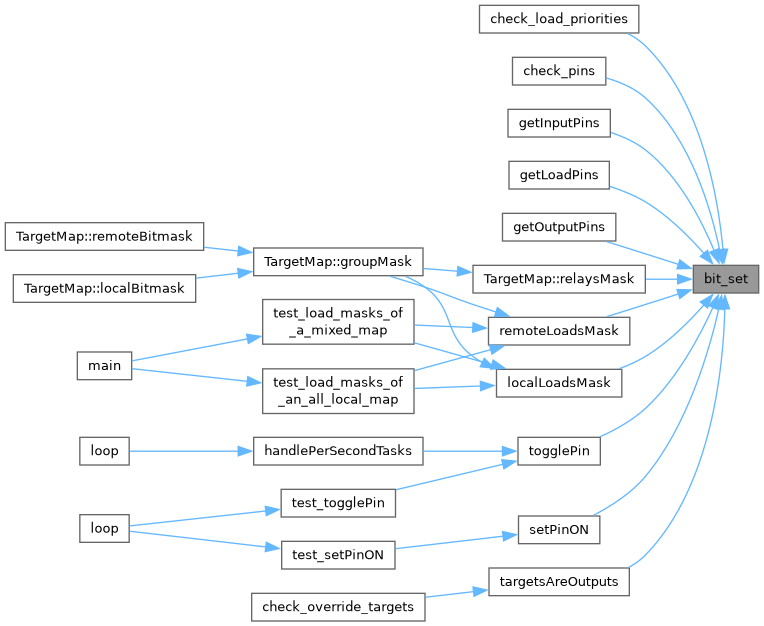 check_load_priorities
check_pins
getInputPins
getLoadPins
getOutputPins
TargetMap::remoteBitmask
TargetMap::groupMask
TargetMap::relaysMask
bit_set
TargetMap::localBitmask
test_load_masks_of
_a_mixed_map
remoteLoadsMask
main
test_load_masks_of
_an_all_local_map
localLoadsMask
loop
handlePerSecondTasks
togglePin
test_togglePin
loop
test_setPinON
setPinON
targetsAreOutputs
check_override_targets